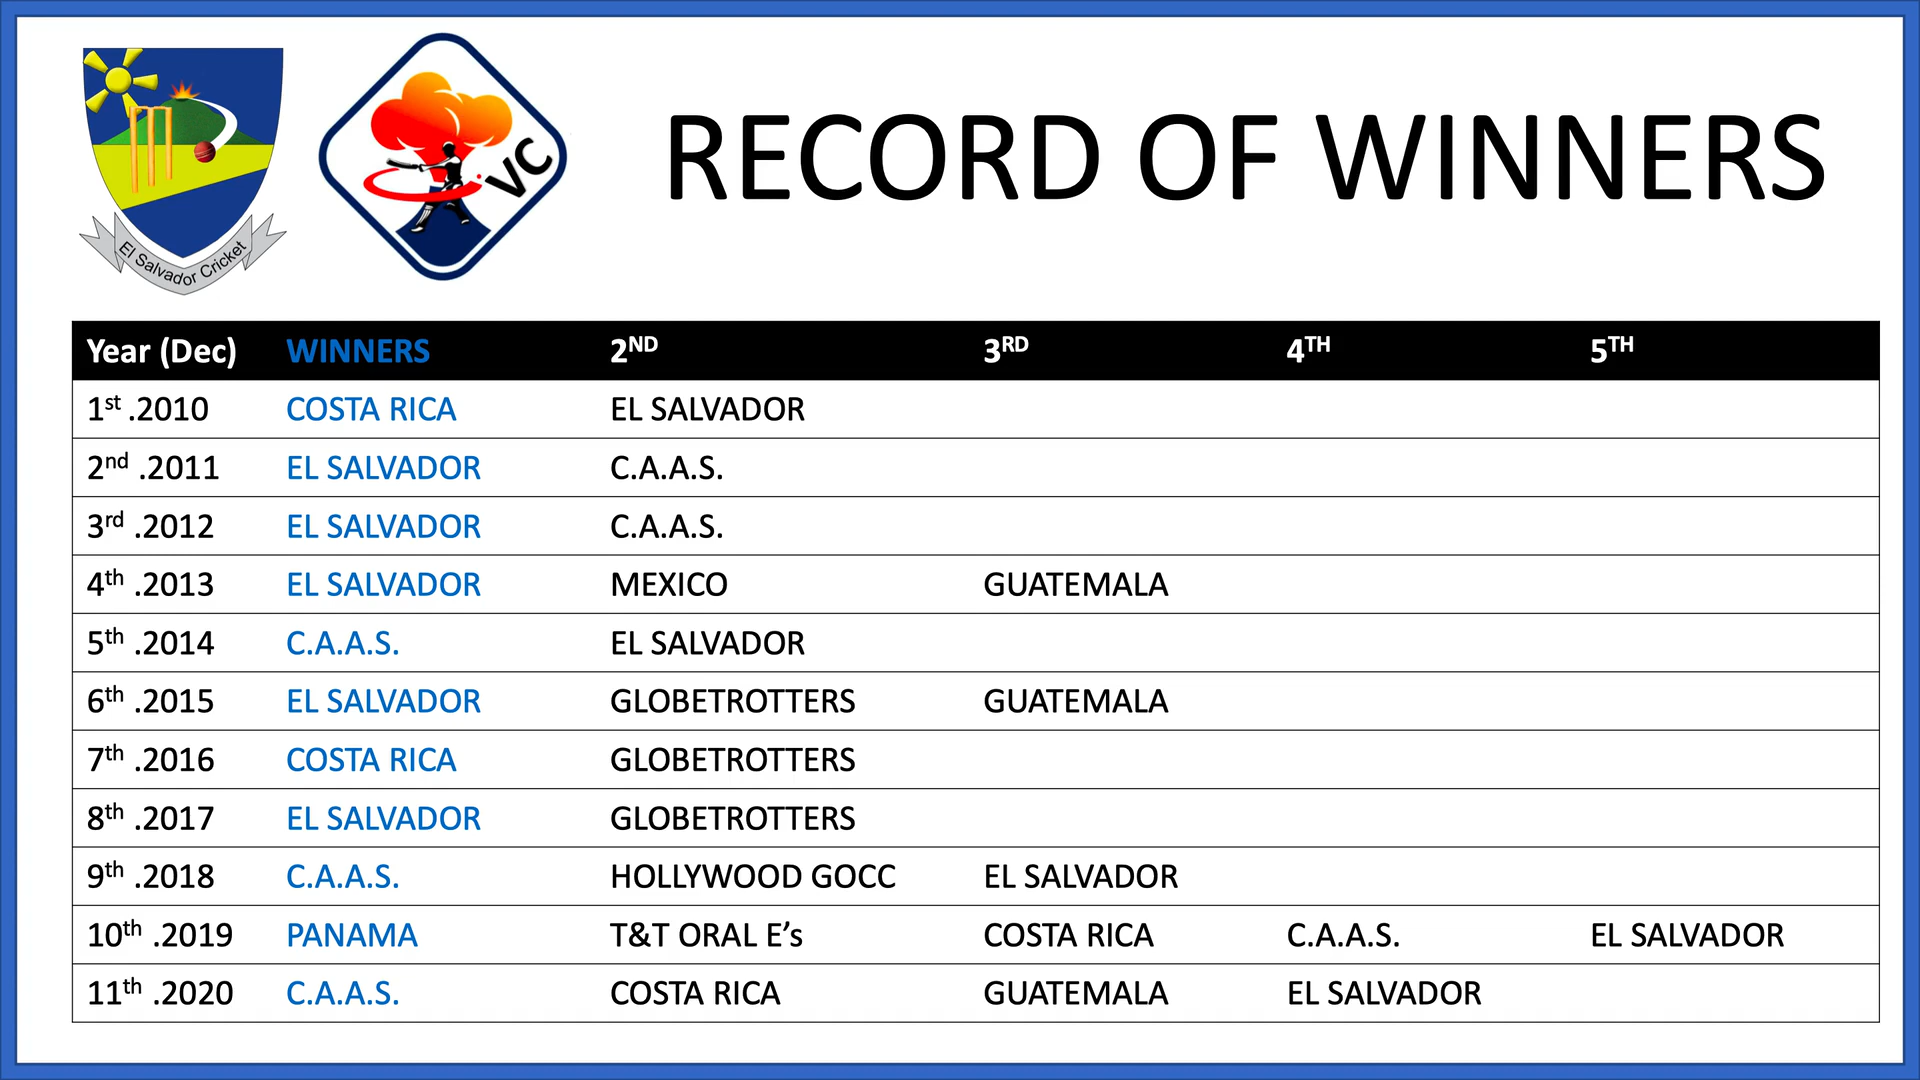 El Salvador Cricket
VC
RECORD OF WINNERS
Year (Dec) WINNERS 2ND 3RD 4TH 5TH
1st .2010 COSTA RICA EL SALVADOR
2nd .2011 EL SALVADOR C.A.A.S.
3rd .2012 EL SALVADOR C.A.A.S.
4th .2013 EL SALVADOR MEXICO GUATEMALA
5th .2014 C.A.A.S. EL SALVADOR
6th .2015 EL SALVADOR GLOBETROTTERS GUATEMALA
7th .2016 COSTA RICA GLOBETROTTERS
8th .2017 EL SALVADOR GLOBETROTTERS
9th .2018 C.A.A.S. HOLLYWOOD GOCC EL SALVADOR
10th .2019 PANAMA T&T ORAL E’s COSTA RICA C.A.A.S. EL SALVADOR
11th .2020 C.A.A.S. COSTA RICA GUATEMALA EL SALVADOR